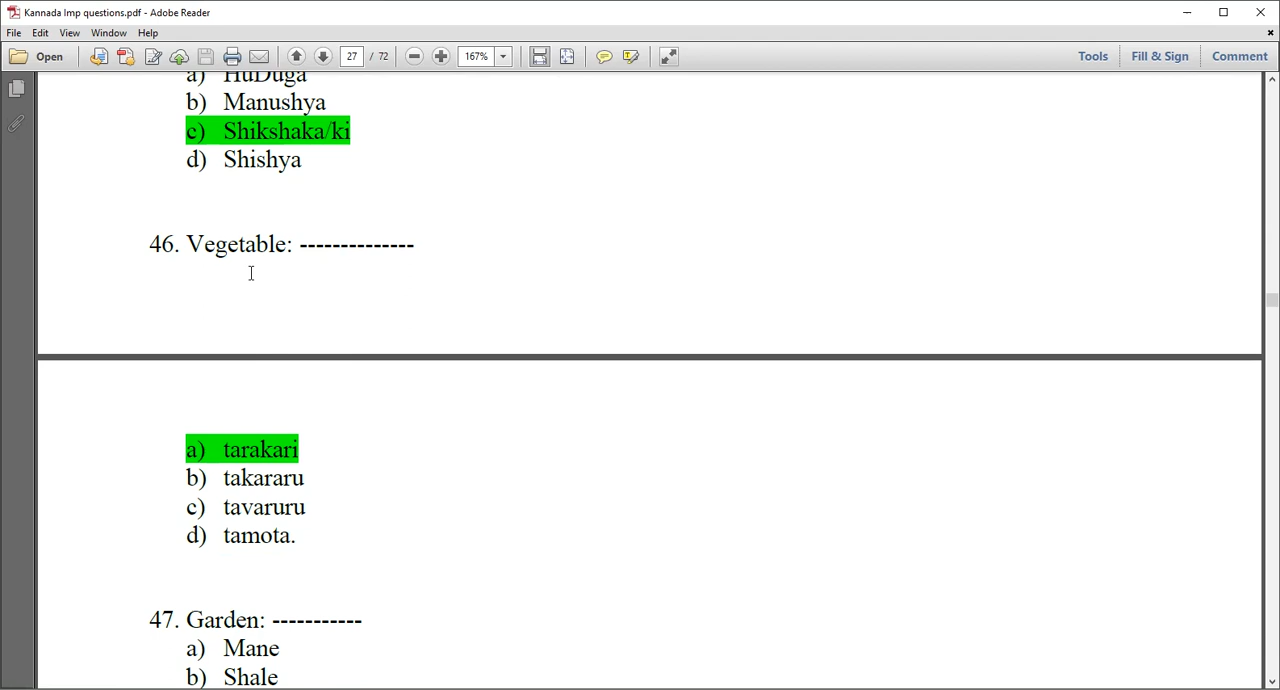 Kannada Imp questions.pdf - Adobe Reader
File Edit View Window Help
Open 27 / 72 167% Tools Fill & Sign Comment
a) HuDuga
b) Manushya
c) Shikshaka/ki
d) Shishya
46. Vegetable: --------------
a) tarakari
b) takararu
c) tavaruru
d) tamota.
47. Garden: -----------
a) Mane
b) Shale